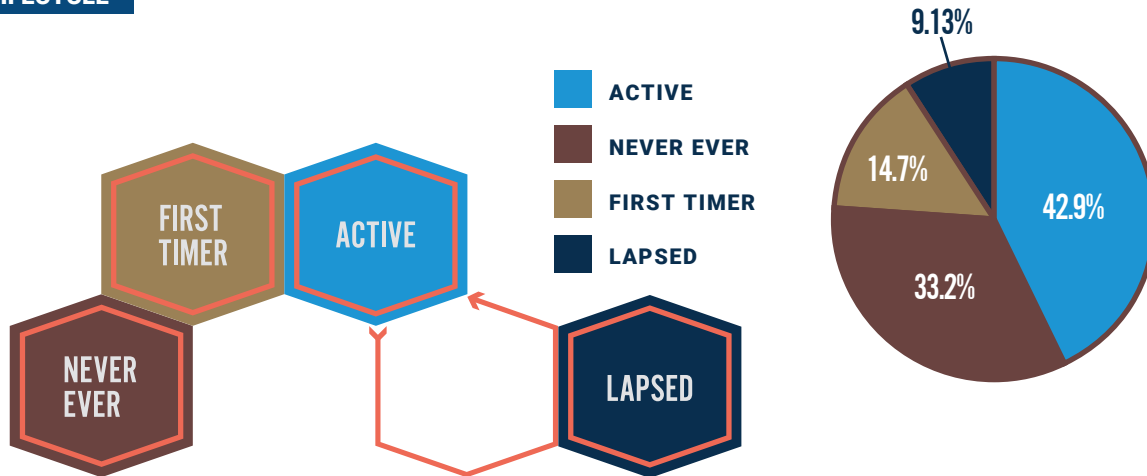 9.13%
ACTIVE
NEVER EVER
FIRST TIMER
LAPSED
14.7%
42.9%
33.2%
FIRST
TIMER
ACTIVE
NEVER
EVER
LAPSED